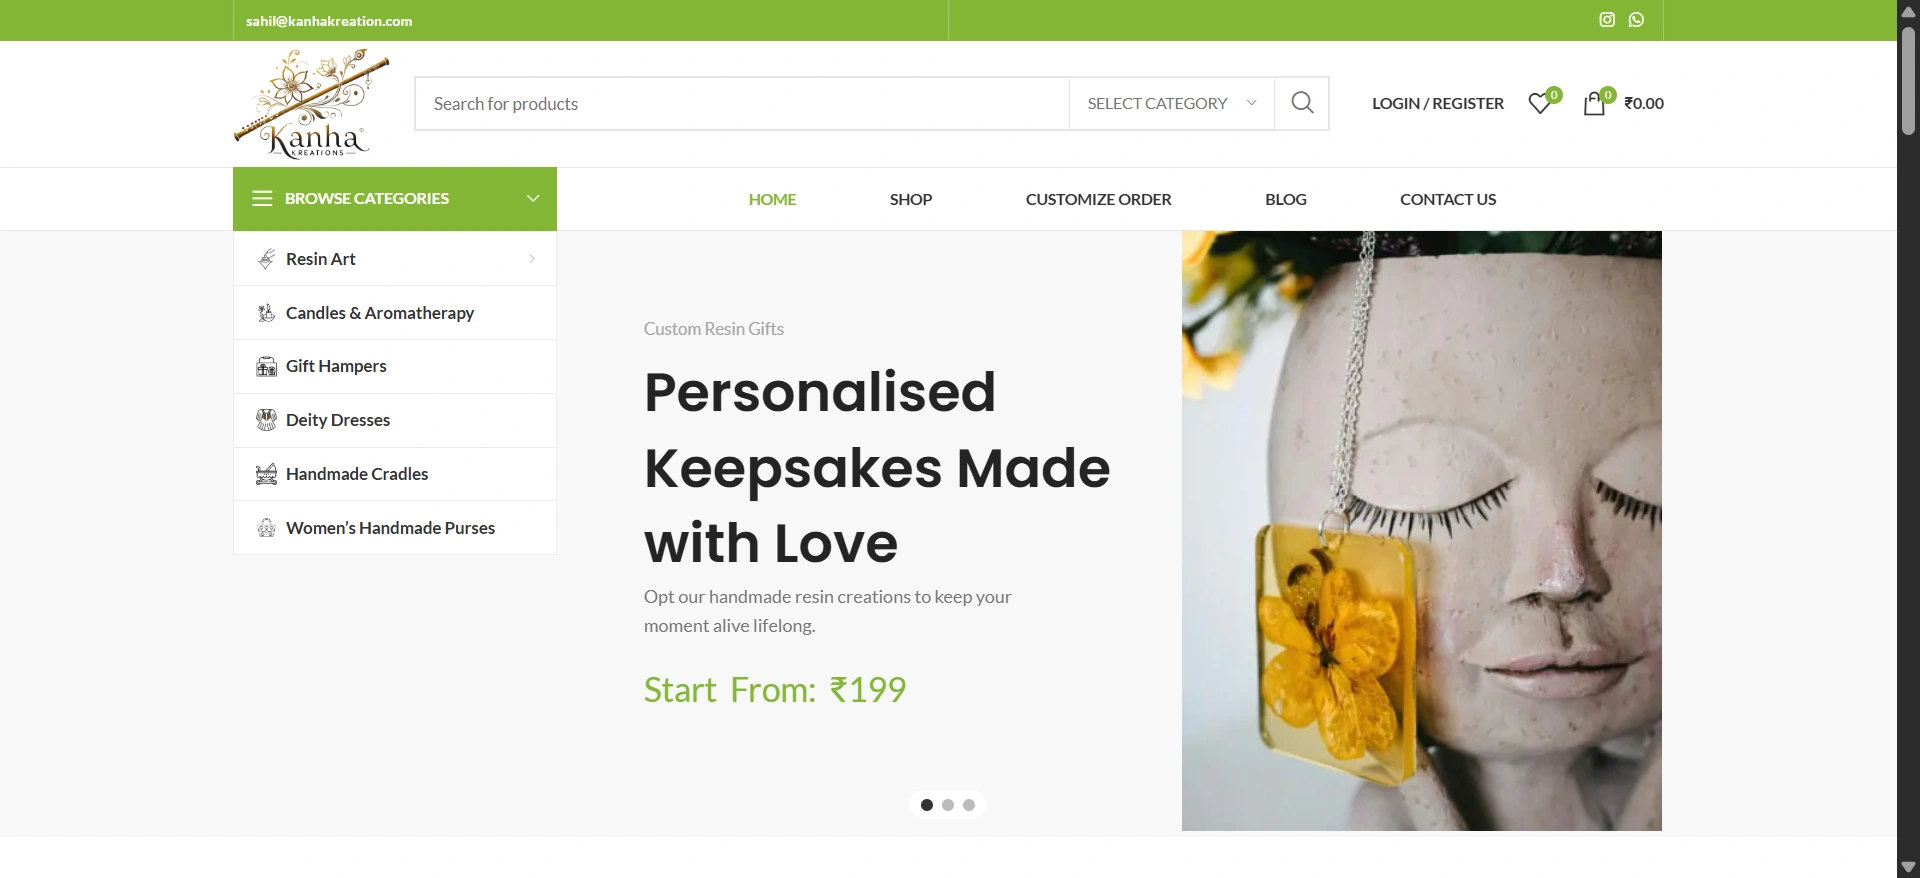 sahil@kanhakreation.com
Kanha
KREATIONS
Search for products
SELECT CATEGORY
LOGIN / REGISTER
0
0
₹0.00
BROWSE CATEGORIES
HOME
SHOP
CUSTOMIZE ORDER
BLOG
CONTACT US
Resin Art
Candles & Aromatherapy
Gift Hampers
Deity Dresses
Handmade Cradles
Women’s Handmade Purses
Custom Resin Gifts
Personalised
Keepsakes Made
with Love
Opt our handmade resin creations to keep your
moment alive lifelong.
Start From: ₹199